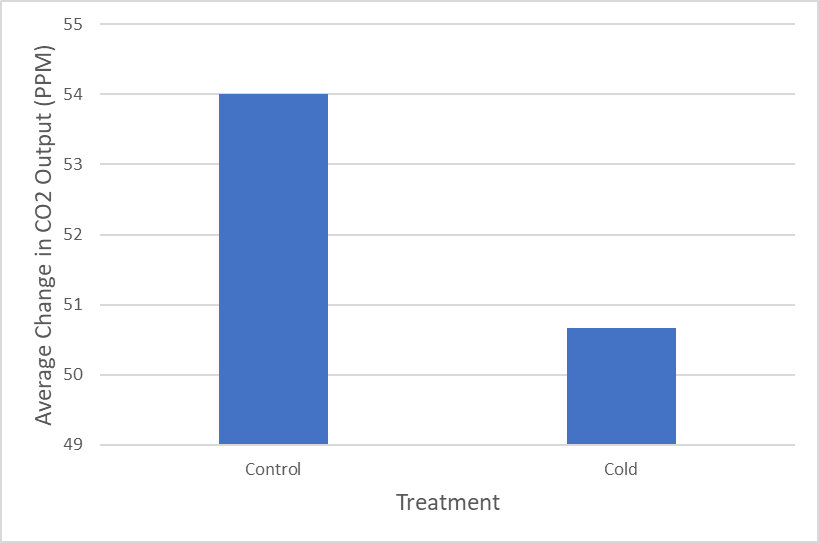 55
54
53
52
51
50
49
Average Change in CO2 Output (PPM)
Control Cold
Treatment